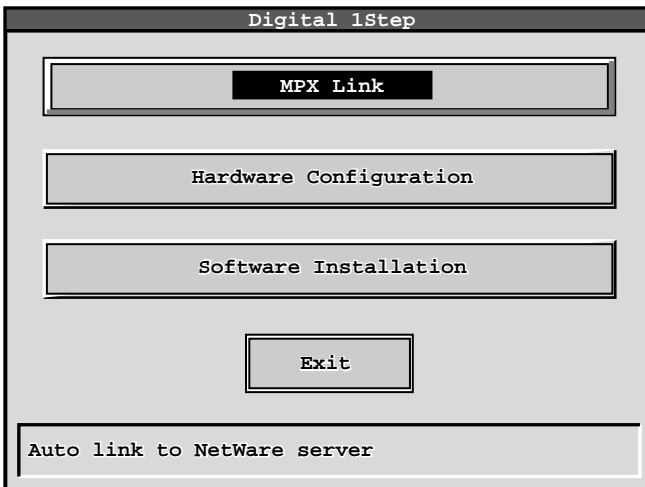 Digital 1Step
MPX Link
Hardware Configuration
Software Installation
Exit
Auto link to NetWare server